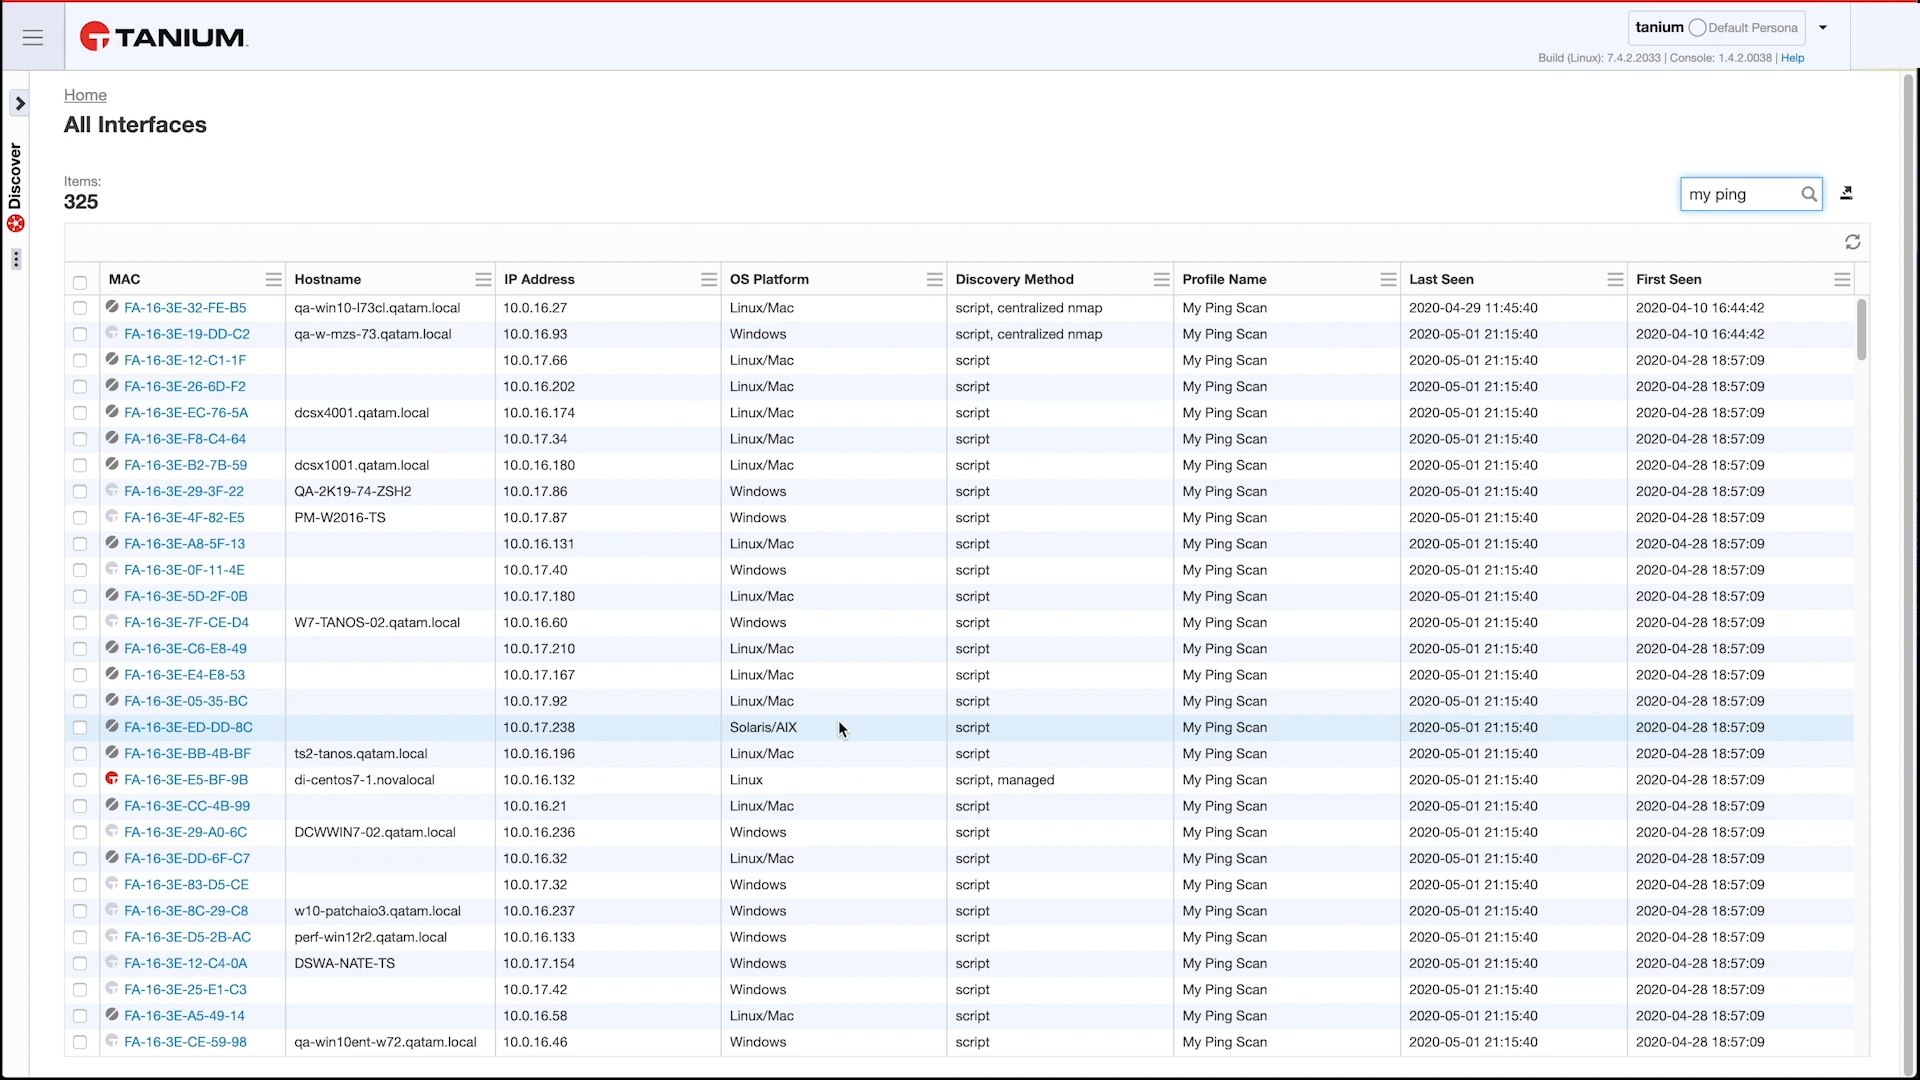 TANIUM
tanium Default Persona
Build (Linux): 7.4.2.2033 | Console: 1.4.2.0038 | Help
Discover
Home
All Interfaces
Items:
325
my ping
MAC Hostname IP Address OS Platform Discovery Method Profile Name Last Seen First Seen
FA-16-3E-32-FE-B5 qa-win10-l73cl.qatam.local 10.0.16.27 Linux/Mac script, centralized nmap My Ping Scan 2020-04-29 11:45:40 2020-04-10 16:44:42
FA-16-3E-19-DD-C2 qa-w-mzs-73.qatam.local 10.0.16.93 Windows script, centralized nmap My Ping Scan 2020-05-01 21:15:40 2020-04-10 16:44:42
FA-16-3E-12-C1-1F 10.0.17.66 Linux/Mac script My Ping Scan 2020-05-01 21:15:40 2020-04-28 18:57:09
FA-16-3E-26-6D-F2 10.0.16.202 Linux/Mac script My Ping Scan 2020-05-01 21:15:40 2020-04-28 18:57:09
FA-16-3E-EC-76-5A dcsx4001.qatam.local 10.0.16.174 Linux/Mac script My Ping Scan 2020-05-01 21:15:40 2020-04-28 18:57:09
FA-16-3E-F8-C4-64 10.0.17.34 Linux/Mac script My Ping Scan 2020-05-01 21:15:40 2020-04-28 18:57:09
FA-16-3E-B2-7B-59 dcsx1001.qatam.local 10.0.16.180 Linux/Mac script My Ping Scan 2020-05-01 21:15:40 2020-04-28 18:57:09
FA-16-3E-29-3F-22 QA-2K19-74-ZSH2 10.0.17.86 Windows script My Ping Scan 2020-05-01 21:15:40 2020-04-28 18:57:09
FA-16-3E-4F-82-E5 PM-W2016-TS 10.0.17.87 Windows script My Ping Scan 2020-05-01 21:15:40 2020-04-28 18:57:09
FA-16-3E-A8-5F-13 10.0.16.131 Linux/Mac script My Ping Scan 2020-05-01 21:15:40 2020-04-28 18:57:09
FA-16-3E-0F-11-4E 10.0.17.40 Windows script My Ping Scan 2020-05-01 21:15:40 2020-04-28 18:57:09
FA-16-3E-5D-2F-0B 10.0.17.180 Linux/Mac script My Ping Scan 2020-05-01 21:15:40 2020-04-28 18:57:09
FA-16-3E-7F-CE-D4 W7-TANOS-02.qatam.local 10.0.16.60 Windows script My Ping Scan 2020-05-01 21:15:40 2020-04-28 18:57:09
FA-16-3E-C6-E8-49 10.0.17.210 Linux/Mac script My Ping Scan 2020-05-01 21:15:40 2020-04-28 18:57:09
FA-16-3E-E4-E8-53 10.0.17.167 Linux/Mac script My Ping Scan 2020-05-01 21:15:40 2020-04-28 18:57:09
FA-16-3E-05-35-BC 10.0.17.92 Linux/Mac script My Ping Scan 2020-05-01 21:15:40 2020-04-28 18:57:09
FA-16-3E-ED-DD-8C 10.0.17.238 Solaris/AIX script My Ping Scan 2020-05-01 21:15:40 2020-04-28 18:57:09
FA-16-3E-BB-4B-BF ts2-tanos.qatam.local 10.0.16.196 Linux/Mac script My Ping Scan 2020-05-01 21:15:40 2020-04-28 18:57:09
FA-16-3E-E5-BF-9B di-centos7-1.novalocal 10.0.16.132 Linux script, managed My Ping Scan 2020-05-01 21:15:40 2020-04-28 18:57:09
FA-16-3E-CC-4B-99 10.0.16.21 Linux/Mac script My Ping Scan 2020-05-01 21:15:40 2020-04-28 18:57:09
FA-16-3E-29-A0-6C DCWWIN7-02.qatam.local 10.0.16.236 Windows script My Ping Scan 2020-05-01 21:15:40 2020-04-28 18:57:09
FA-16-3E-DD-6F-C7 10.0.16.32 Linux/Mac script My Ping Scan 2020-05-01 21:15:40 2020-04-28 18:57:09
FA-16-3E-83-D5-CE 10.0.17.32 Windows script My Ping Scan 2020-05-01 21:15:40 2020-04-28 18:57:09
FA-16-3E-8C-29-C8 w10-patchaio3.qatam.local 10.0.16.237 Windows script My Ping Scan 2020-05-01 21:15:40 2020-04-28 18:57:09
FA-16-3E-D5-2B-AC perf-win12r2.qatam.local 10.0.16.133 Windows script My Ping Scan 2020-05-01 21:15:40 2020-04-28 18:57:09
FA-16-3E-12-C4-0A DSWA-NATE-TS 10.0.17.154 Windows script My Ping Scan 2020-05-01 21:15:40 2020-04-28 18:57:09
FA-16-3E-25-E1-C3 10.0.17.42 Windows script My Ping Scan 2020-05-01 21:15:40 2020-04-28 18:57:09
FA-16-3E-A5-49-14 10.0.16.58 Linux/Mac script My Ping Scan 2020-05-01 21:15:40 2020-04-28 18:57:09
FA-16-3E-CE-59-98 qa-win10ent-w72.qatam.local 10.0.16.46 Windows script My Ping Scan 2020-05-01 21:15:40 2020-04-28 18:57:09